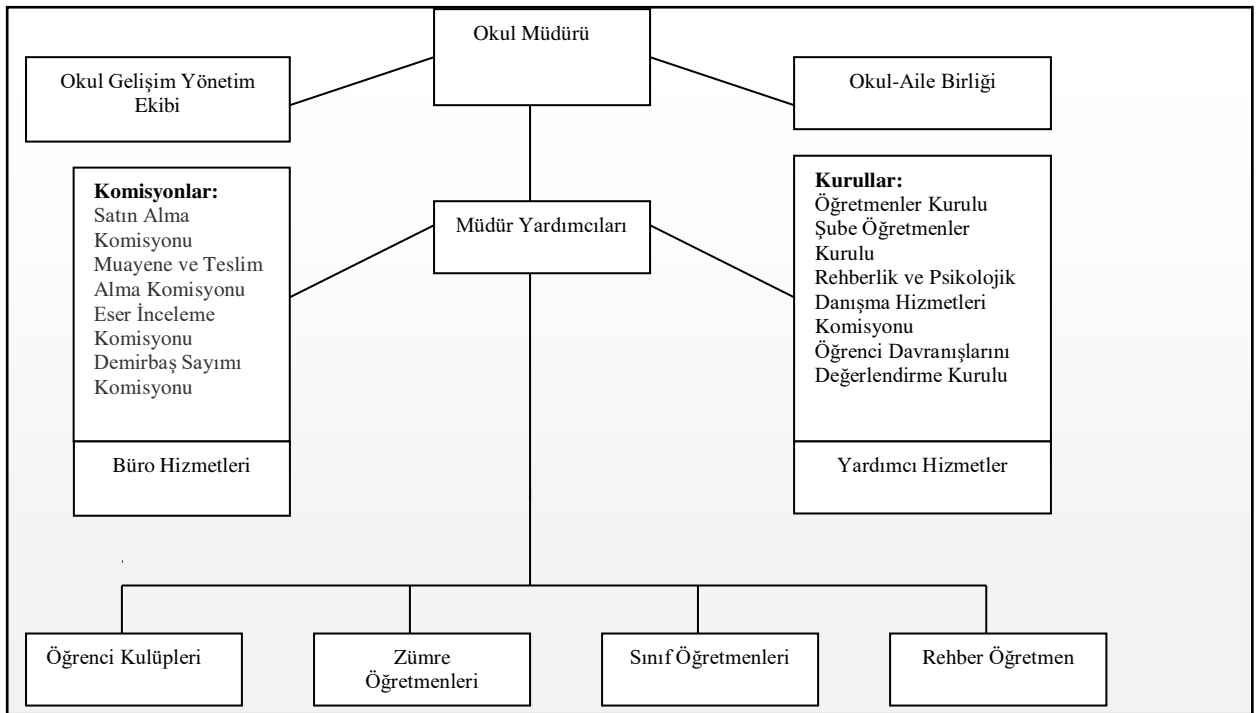 Okul Müdürü
Okul Gelişim Yönetim
Ekibi
Okul-Aile Birliği
Komisyonlar:
Satın Alma
Komisyonu
Muayene ve Teslim
Alma Komisyonu
Eser İnceleme
Komisyonu
Demirbaş Sayımı
Komisyonu
Müdür Yardımcıları
Kurullar:
Öğretmenler Kurulu
Şube Öğretmenler
Kurulu
Rehberlik ve Psikolojik
Danışma Hizmetleri
Komisyonu
Öğrenci Davranışlarını
Değerlendirme Kurulu
Büro Hizmetleri
Yardımcı Hizmetler
Öğrenci Kulüpleri
Zümre
Öğretmenleri
Sınıf Öğretmenleri
Rehber Öğretmen